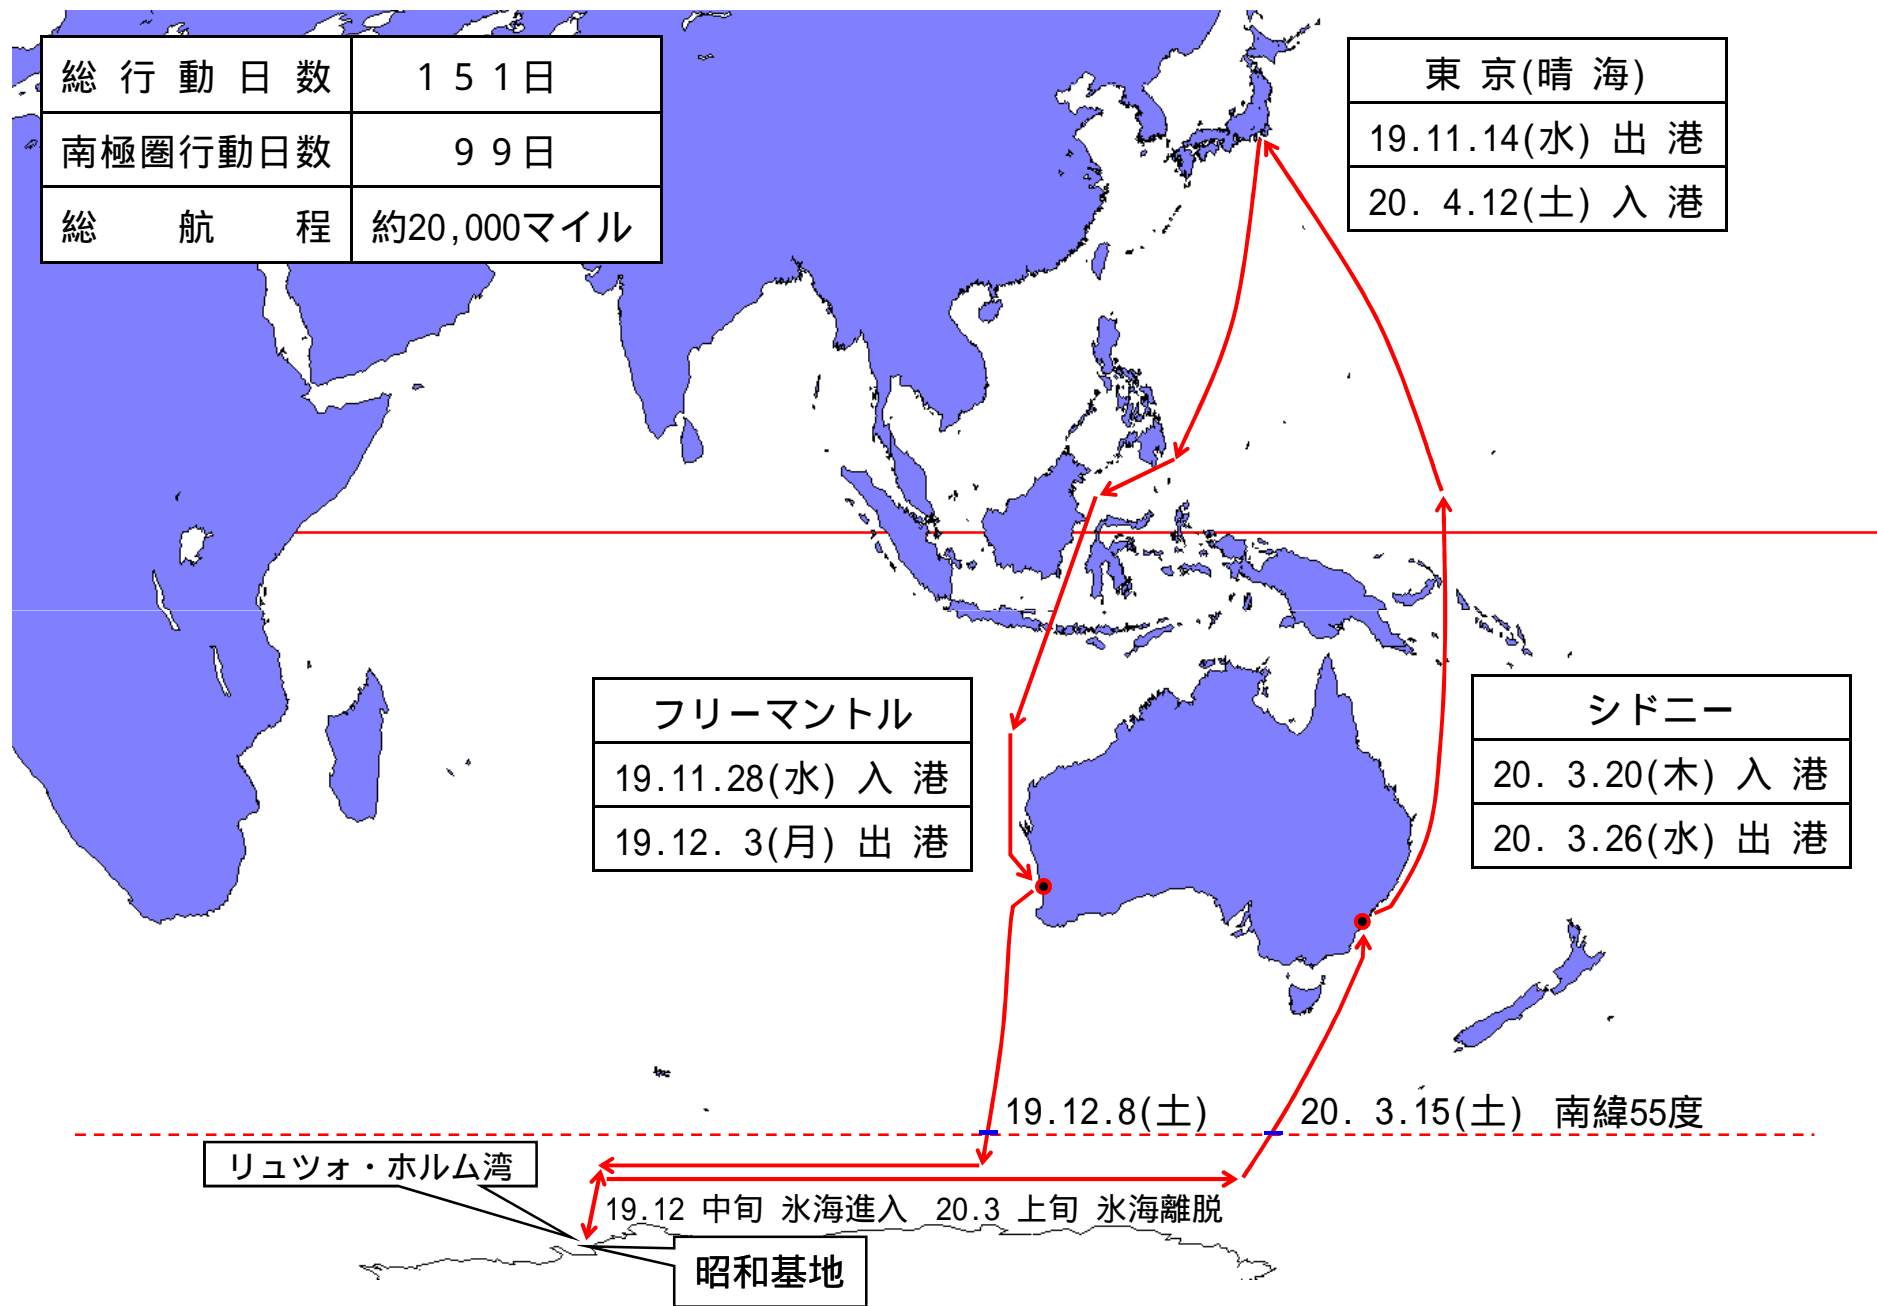 総行動日数 151日
南極圏行動日数 99日
総航程 約20,000マイル
東京(晴海)
19.11.14(水) 出港
20. 4.12(土) 入港
フリーマントル
19.11.28(水) 入港
19.12. 3(月) 出港
シドニー
20. 3.20(木) 入港
20. 3.26(水) 出港
19.12.8(土)
20. 3.15(土) 南緯55度
リュツォ・ホルム湾
19.12 中旬 氷海進入 20.3 上旬 氷海離脱
昭和基地